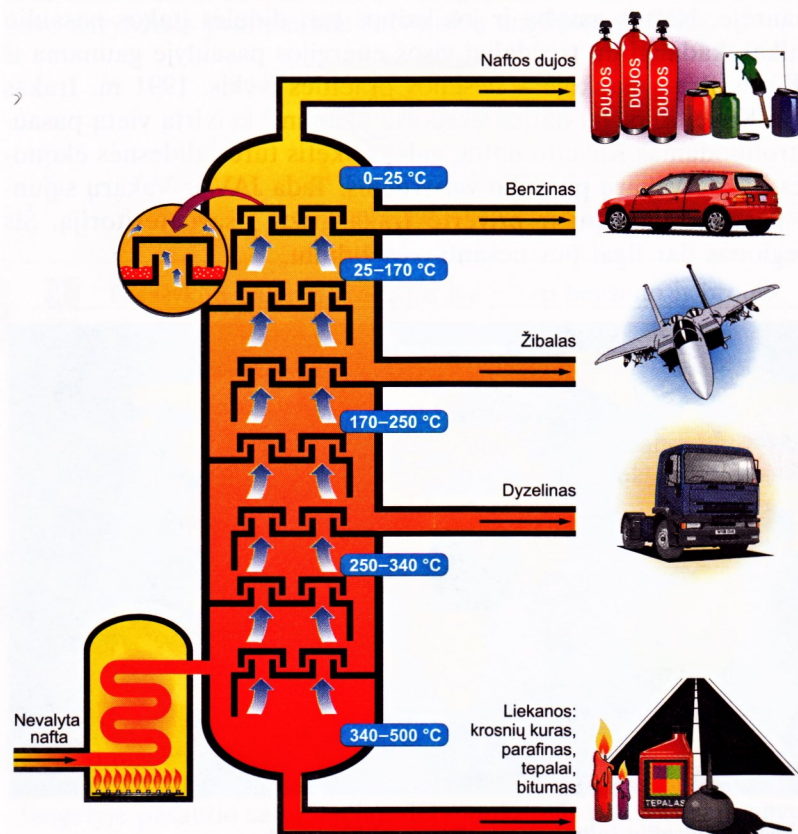 Naftos dujos
DUJOS
DUJOS
DUJOS
0–25 °C
Benzinas
25–170 °C
Žibalas
170–250 °C
Dyzelinas
250–340 °C
Nevalyta
nafta
340–500 °C
Liekanos:
krosnių kuras,
parafinas,
tepalai,
bitumas
TEPALAS